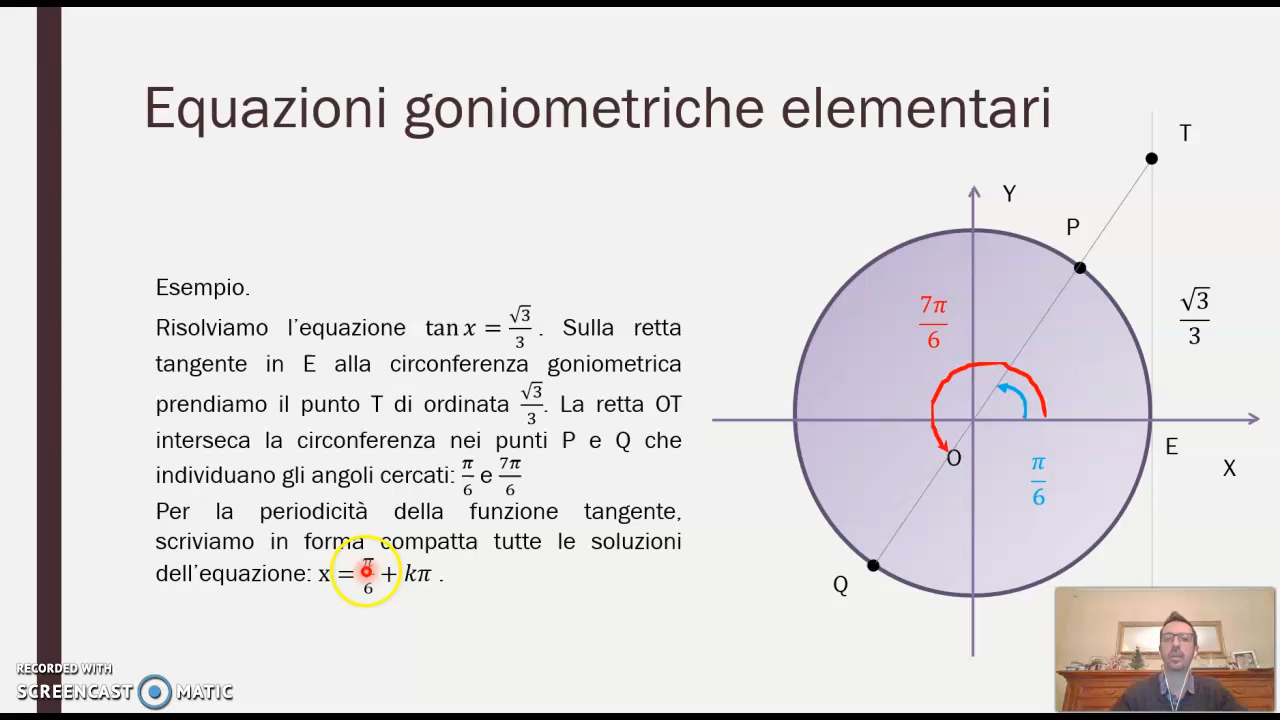 Equazioni goniometriche elementari
T
Y
P
Esempio.
Risolviamo l'equazione tan x = √3/3 . Sulla retta
tangente in E alla circonferenza goniometrica
prendiamo il punto T di ordinata √3/3. La retta OT
interseca la circonferenza nei punti P e Q che
individuano gli angoli cercati: π/6 e 7π/6
Per la periodicità della funzione tangente,
scriviamo in forma compatta tutte le soluzioni
dell'equazione: x = π/6 + kπ .
7π/6
√3/3
O
E
X
π/6
Q
RECORDED WITH
SCREENCAST MATIC